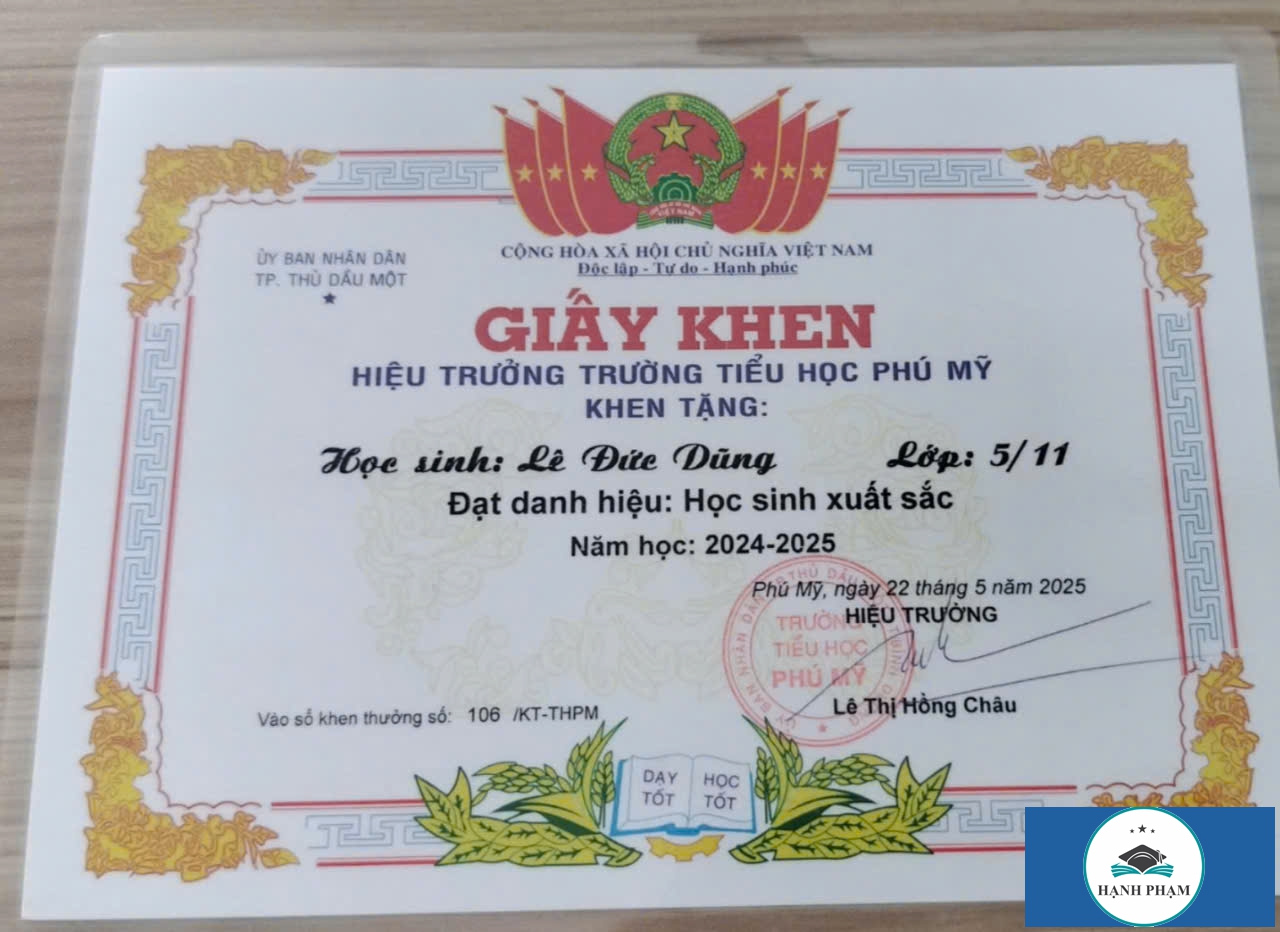 VIỆT NAM
CỘNG HÒA XÃ HỘI CHỦ NGHĨA VIỆT NAM
Độc lập - Tự do - Hạnh phúc
ỦY BAN NHÂN DÂN
TP. THỦ DẦU MỘT
GIẤY KHEN
HIỆU TRƯỞNG TRƯỜNG TIỂU HỌC PHÚ MỸ
KHEN TẶNG:
Học sinh: Lê Đức Dũng Lớp: 5/11
Đạt danh hiệu: Học sinh xuất sắc
Năm học: 2024-2025
Phú Mỹ, ngày 22 tháng 5 năm 2025
HIỆU TRƯỞNG
TRƯỜNG
TIỂU HỌC
PHÚ MỸ
Lê Thị Hồng Châu
Vào sổ khen thưởng số: 106 /KT-THPM
DẠY TỐT
HỌC TỐT
HẠNH PHẠM